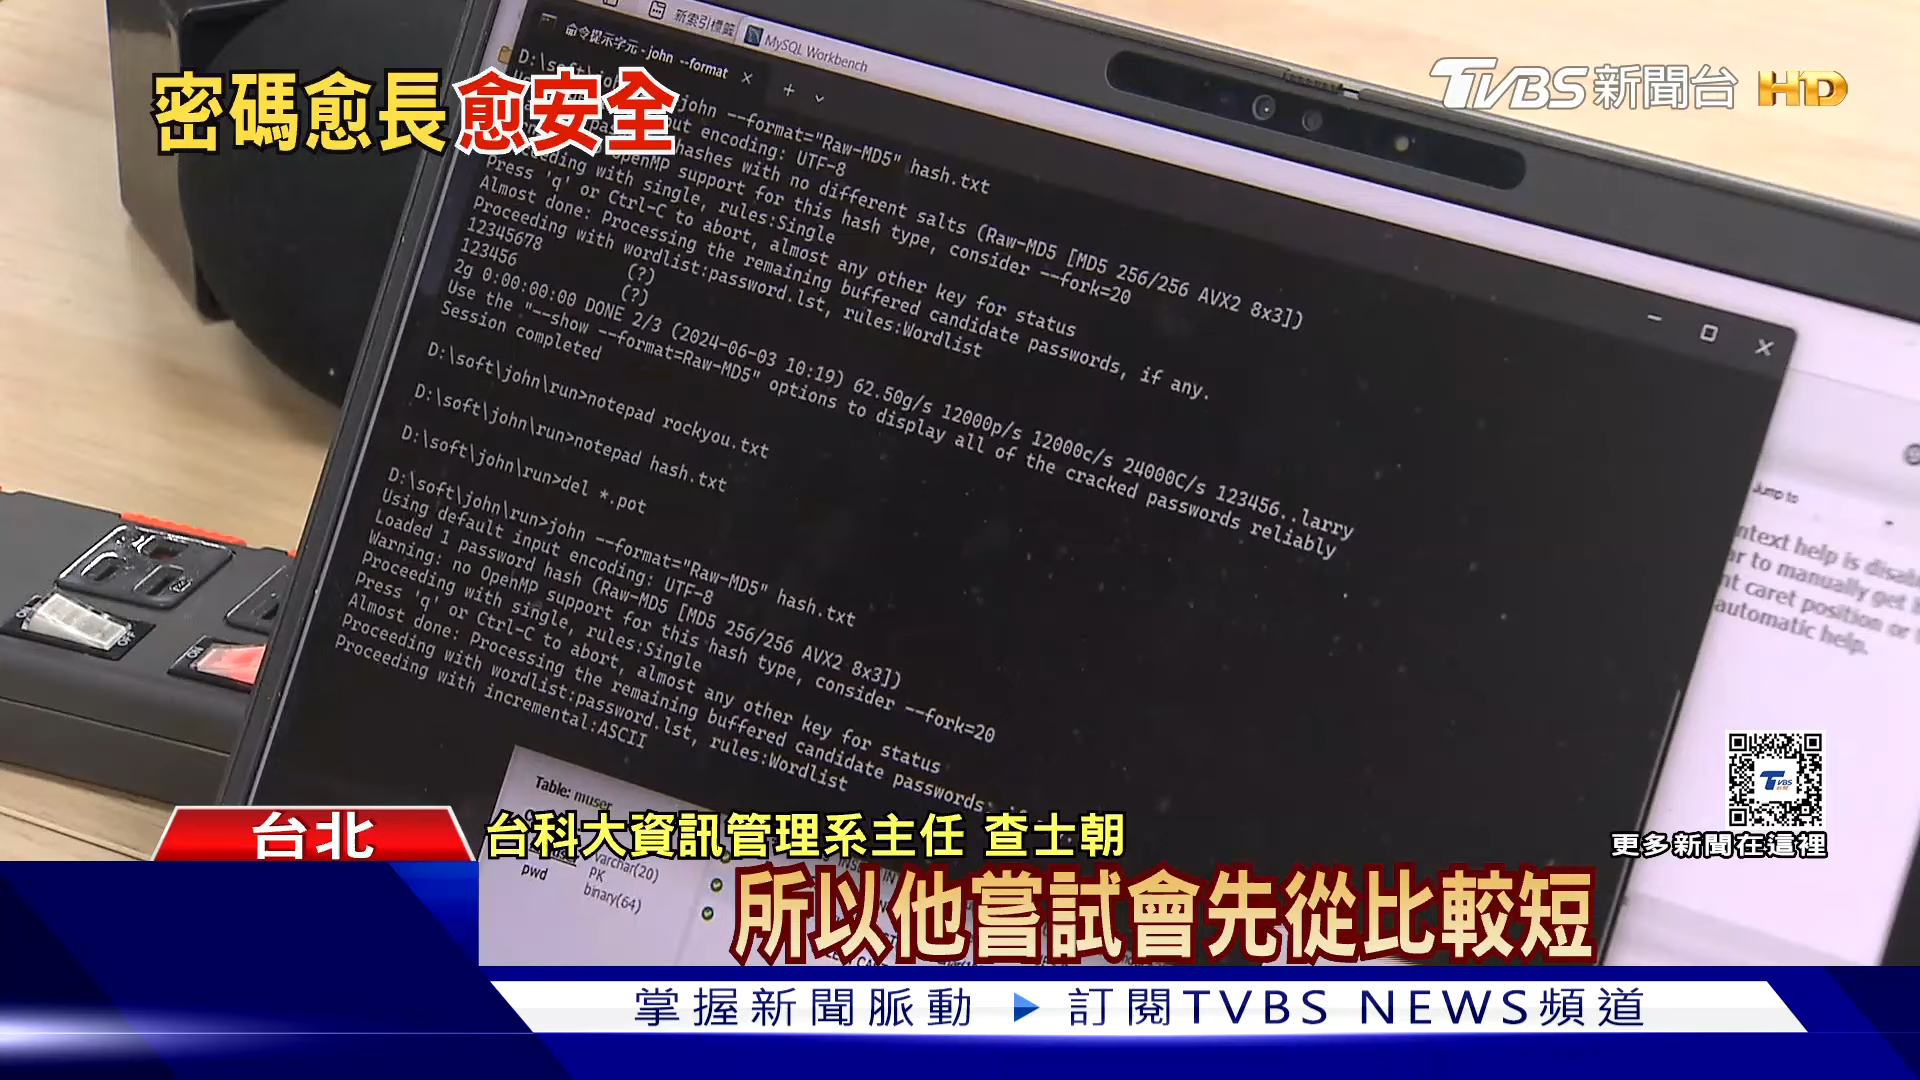 新索引標籤
MySQL Workbench
命令提示字元 - john --format
TVBS新聞台 HD
密碼愈長愈安全
john --format="Raw-MD5" hash.txt
encoding: UTF-8
hashes with no different salts (Raw-MD5 [MD5 256/256 AVX2 8x3])
OpenMP support for this hash type, consider --fork=20
Proceeding with single, rules:Single
Press 'q' or Ctrl-C to abort, almost any other key for status
Almost done: Processing the remaining buffered candidate passwords, if any.
Proceeding with wordlist:password.lst, rules:Wordlist
12345678 (?)
123456 (?)
2g 0:00:00:00 DONE 2/3 (2024-06-03 10:19) 62.50g/s 12000p/s 12000c/s 24000C/s 123456..larry
Use the "--show --format=Raw-MD5" options to display all of the cracked passwords reliably
Session completed
D:\soft\john\run>notepad rockyou.txt
D:\soft\john\run>notepad hash.txt
D:\soft\john\run>del *.pot
D:\soft\john\run>john --format="Raw-MD5" hash.txt
Using default input encoding: UTF-8
Loaded 1 password hash (Raw-MD5 [MD5 256/256 AVX2 8x3])
Warning: no OpenMP support for this hash type, consider --fork=20
Proceeding with single, rules:Single
Press 'q' or Ctrl-C to abort, almost any other key for status
Almost done: Processing the remaining buffered candidate passwords, if
Proceeding with wordlist:password.lst, rules:Wordlist
Proceeding with incremental:ASCII
Jump to
ntext help is disab
r to manually get
nt caret position or
automatic help.
Table: muser
varchar(20)
PK
pwd binary(64)
更多新聞在這裡
台北
台科大資訊管理系主任 查士朝
所以他嘗試會先從比較短
掌握新聞脈動 ▶ 訂閱TVBS NEWS頻道